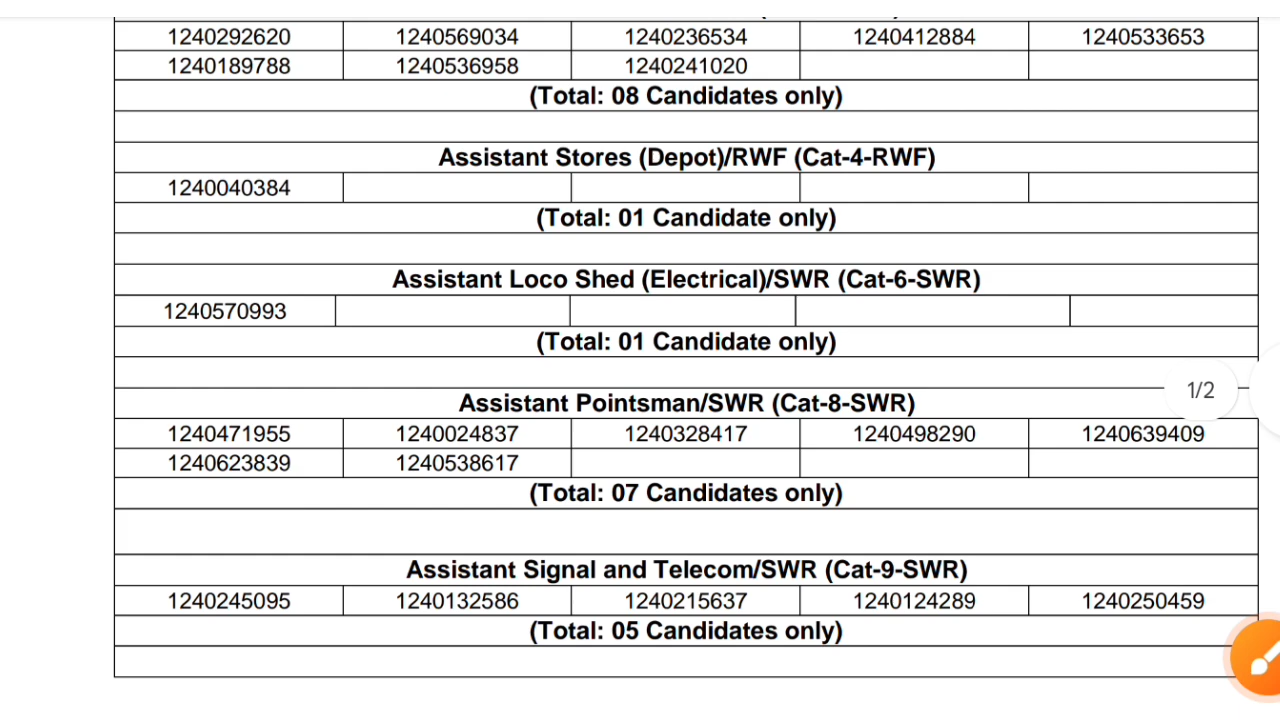 1240292620 1240569034 1240236534 1240412884 1240533653
1240189788 1240536958 1240241020
(Total: 08 Candidates only)
Assistant Stores (Depot)/RWF (Cat-4-RWF)
1240040384
(Total: 01 Candidate only)
Assistant Loco Shed (Electrical)/SWR (Cat-6-SWR)
1240570993
(Total: 01 Candidate only)
1/2
Assistant Pointsman/SWR (Cat-8-SWR)
1240471955 1240024837 1240328417 1240498290 1240639409
1240623839 1240538617
(Total: 07 Candidates only)
Assistant Signal and Telecom/SWR (Cat-9-SWR)
1240245095 1240132586 1240215637 1240124289 1240250459
(Total: 05 Candidates only)